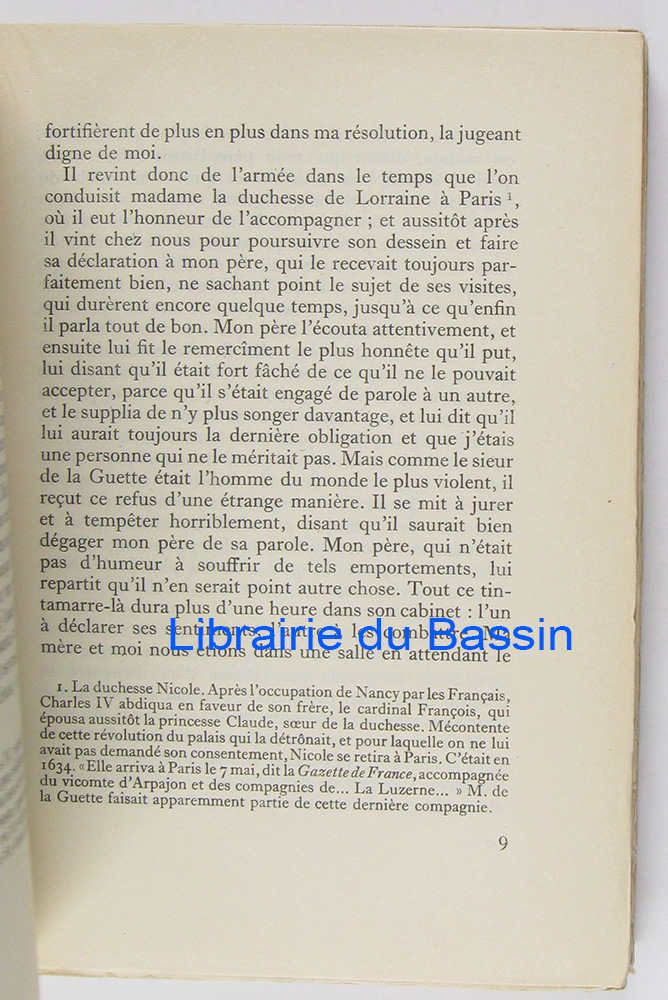 fortifièrent de plus en plus dans ma résolution, la jugeant
digne de moi.
Il revint donc de l'armée dans le temps que l'on
conduisit madame la duchesse de Lorraine à Paris ¹,
où il eut l'honneur de l'accompagner ; et aussitôt après
il vint chez nous pour poursuivre son dessein et faire
sa déclaration à mon père, qui le recevait toujours par-
faitement bien, ne sachant point le sujet de ses visites,
qui durèrent encore quelque temps, jusqu'à ce qu'enfin
il parla tout de bon. Mon père l'écouta attentivement, et
ensuite lui fit le remercîment le plus honnête qu'il put,
lui disant qu'il était fort fâché de ce qu'il ne le pouvait
accepter, parce qu'il s'était engagé de parole à un autre,
et le supplia de n'y plus songer davantage, et lui dit qu'il
lui aurait toujours la dernière obligation et que j'étais
une personne qui ne le méritait pas. Mais comme le sieur
de la Guette était l'homme du monde le plus violent, il
reçut ce refus d'une étrange manière. Il se mit à jurer
et à tempêter horriblement, disant qu'il saurait bien
dégager mon père de sa parole. Mon père, qui n'était
pas d'humeur à souffrir de tels emportements, lui
repartit qu'il n'en serait point autre chose. Tout ce tin-
tamarre-là dura plus d'une heure dans son cabinet : l'un
à déclarer ses sentiments, l'autre à les combattre. Ma
Librairie du Bassin
mère et moi nous étions dans une salle en attendant le
1. La duchesse Nicole. Après l'occupation de Nancy par les Français,
Charles IV abdiqua en faveur de son frère, le cardinal François, qui
épousa aussitôt la princesse Claude, sœur de la duchesse. Mécontente
de cette révolution du palais qui la détrônait, et pour laquelle on ne lui
avait pas demandé son consentement, Nicole se retira à Paris. C'était en
1634. «Elle arriva à Paris le 7 mai, dit la Gazette de France, accompagnée
du vicomte d'Arpajon et des compagnies de... La Luzerne... » M. de
la Guette faisait apparemment partie de cette dernière compagnie.
9